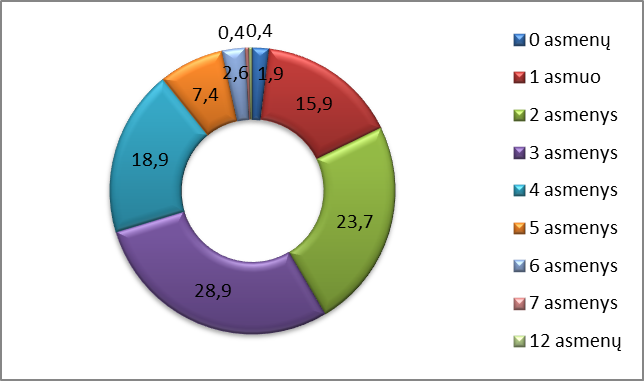 0,4
0,4
1,9
15,9
23,7
28,9
18,9
7,4
2,6
0 asmenų
1 asmuo
2 asmenys
3 asmenys
4 asmenys
5 asmenys
6 asmenys
7 asmenys
12 asmenų